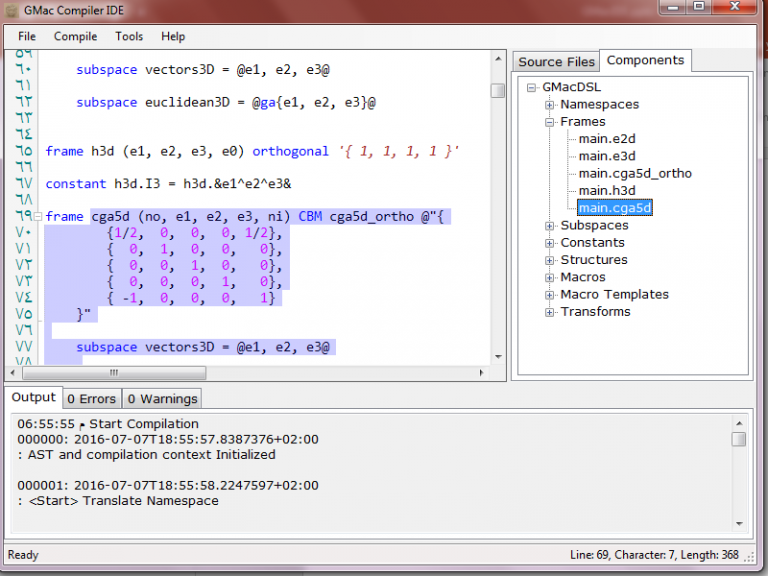 GMac Compiler IDE
File Compile Tools Help
٥٩
٦٠ subspace vectors3D = @e1, e2, e3@
٦١
٦٢ subspace euclidean3D = @ga{e1, e2, e3}@
٦٣
٦٤
٦٥ frame h3d (e1, e2, e3, e0) orthogonal '{ 1, 1, 1, 1 }'
٦٦
٦٧ constant h3d.I3 = h3d.&e1^e2^e3&
٦٨
٦٩ frame cga5d (no, e1, e2, e3, ni) CBM cga5d_ortho @"{
٧٠ {1/2, 0, 0, 0, 1/2},
٧١ { 0, 1, 0, 0, 0},
٧٢ { 0, 0, 1, 0, 0},
٧٣ { 0, 0, 0, 1, 0},
٧٤ { -1, 0, 0, 0, 1}
٧٥ }"
٧٦
٧٧ subspace vectors3D = @e1, e2, e3@
٧٨
Source Files Components
GMacDSL
Namespaces
Frames
main.e2d
main.e3d
main.cga5d_ortho
main.h3d
main.cga5d
Subspaces
Constants
Structures
Macros
Macro Templates
Transforms
Output 0 Errors 0 Warnings
06:55:55 م Start Compilation
000000: 2016-07-07T18:55:57.8387376+02:00
: AST and compilation context Initialized
000001: 2016-07-07T18:55:58.2247597+02:00
: <Start> Translate Namespace
Ready Line: 69, Character: 7, Length: 368